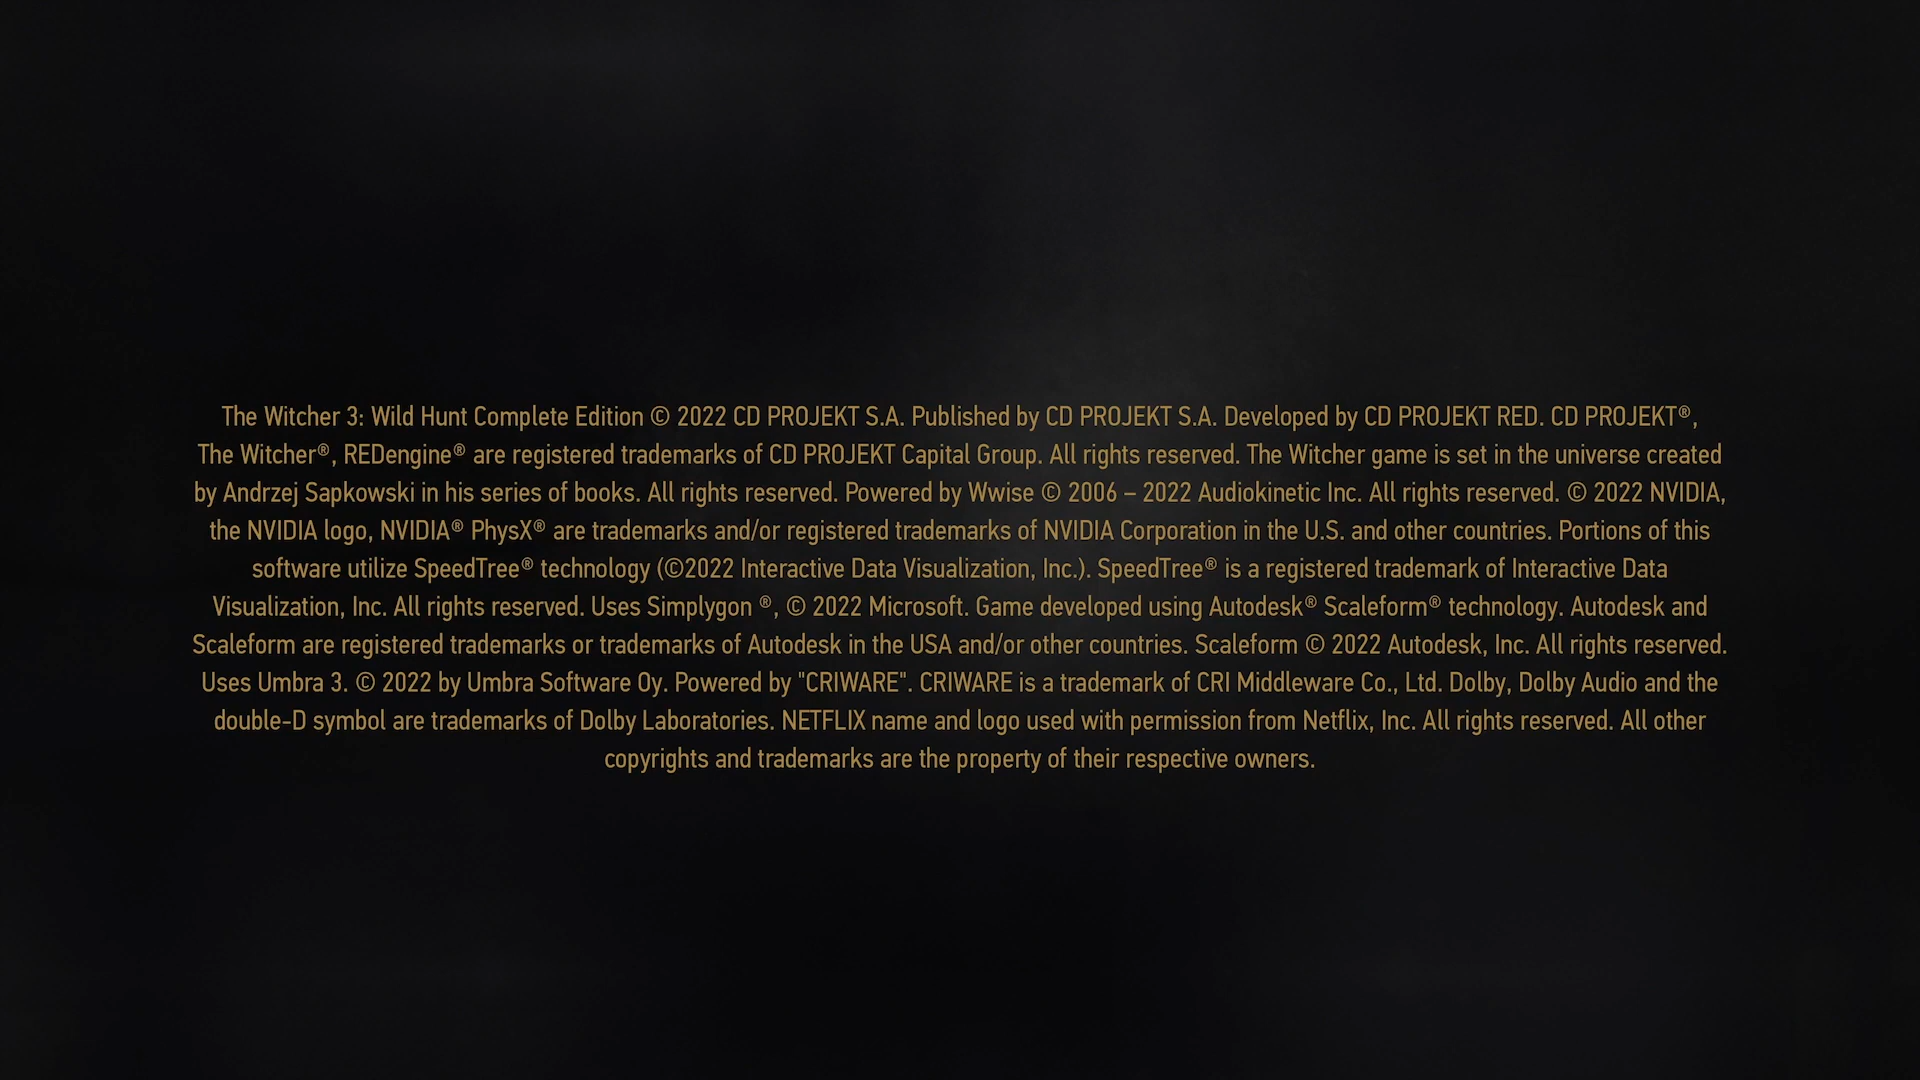 The Witcher 3: Wild Hunt Complete Edition © 2022 CD PROJEKT S.A. Published by CD PROJEKT S.A. Developed by CD PROJEKT RED. CD PROJEKT®,
The Witcher®, REDengine® are registered trademarks of CD PROJEKT Capital Group. All rights reserved. The Witcher game is set in the universe created
by Andrzej Sapkowski in his series of books. All rights reserved. Powered by Wwise © 2006 – 2022 Audiokinetic Inc. All rights reserved. © 2022 NVIDIA,
the NVIDIA logo, NVIDIA® PhysX® are trademarks and/or registered trademarks of NVIDIA Corporation in the U.S. and other countries. Portions of this
software utilize SpeedTree® technology (©2022 Interactive Data Visualization, Inc.). SpeedTree® is a registered trademark of Interactive Data
Visualization, Inc. All rights reserved. Uses Simplygon ®, © 2022 Microsoft. Game developed using Autodesk® Scaleform® technology. Autodesk and
Scaleform are registered trademarks or trademarks of Autodesk in the USA and/or other countries. Scaleform © 2022 Autodesk, Inc. All rights reserved.
Uses Umbra 3. © 2022 by Umbra Software Oy. Powered by "CRIWARE". CRIWARE is a trademark of CRI Middleware Co., Ltd. Dolby, Dolby Audio and the
double-D symbol are trademarks of Dolby Laboratories. NETFLIX name and logo used with permission from Netflix, Inc. All rights reserved. All other
copyrights and trademarks are the property of their respective owners.